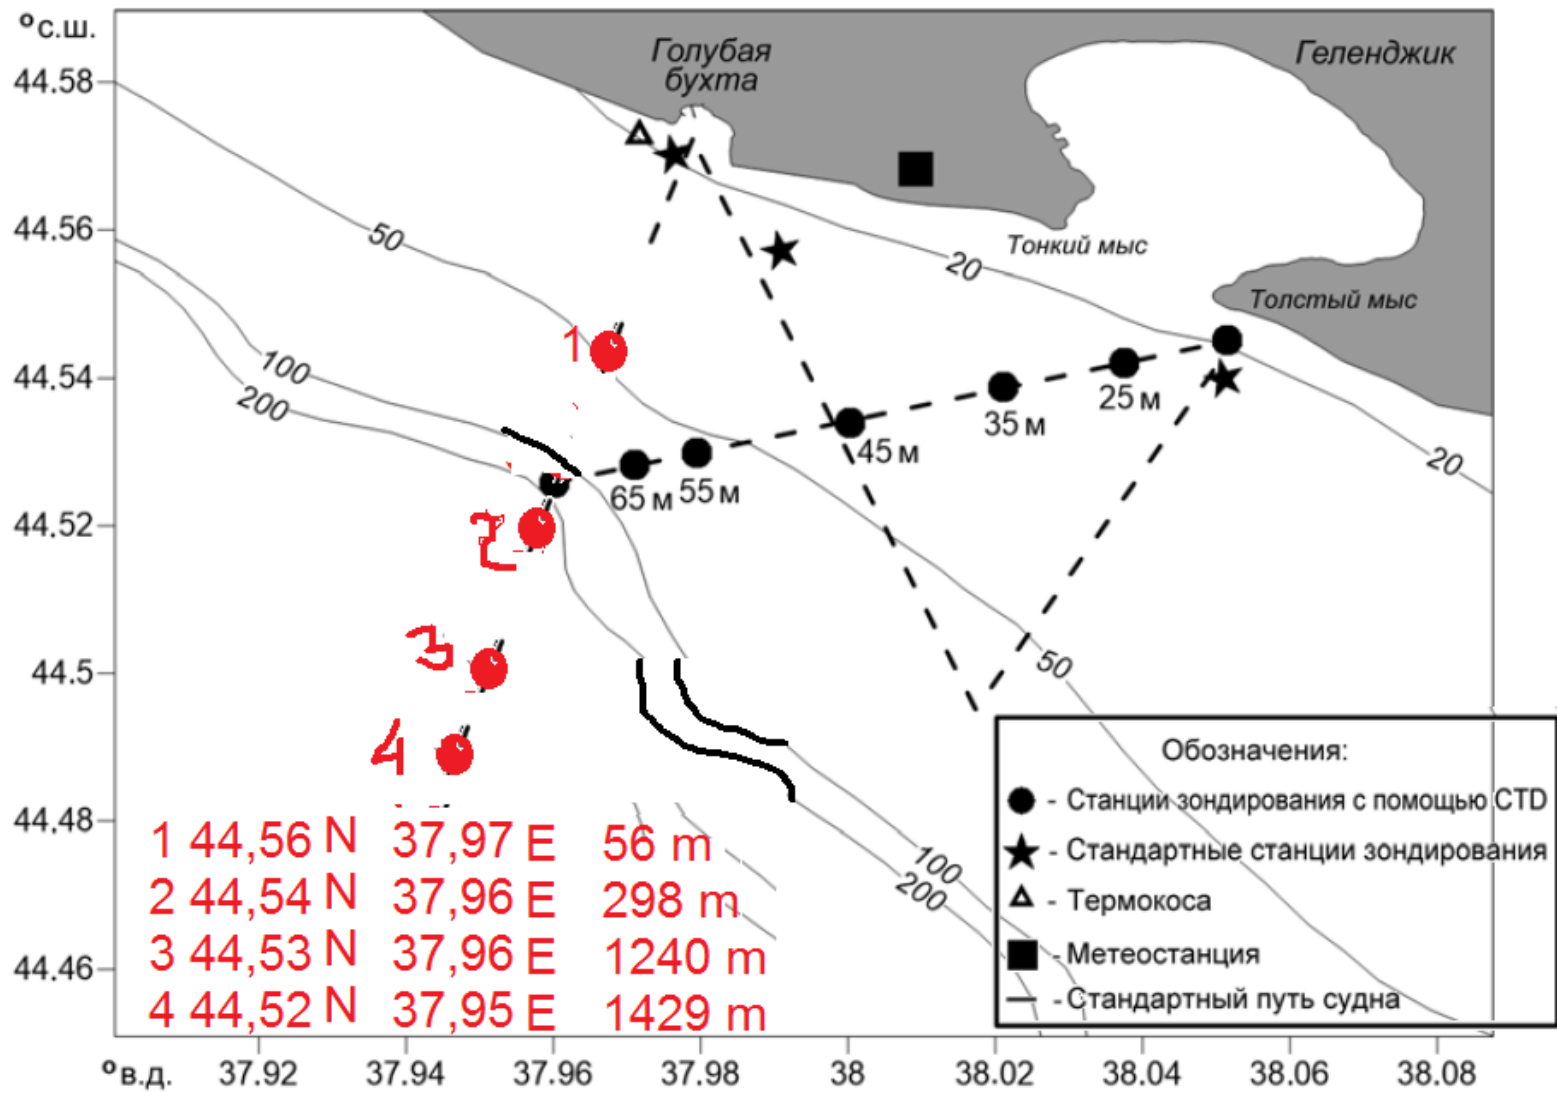 °с.ш.
44.58
44.56
44.54
44.52
44.5
44.48
44.46
Голубая
бухта
Геленджик
Тонкий мыс
Толстый мыс
50
20
100
200
1
25 м
35 м
45 м
20
65 м 55 м
2
3
50
4
100
200
Обозначения:
- Станции зондирования с помощью CTD
- Стандартные станции зондирования
- Термокоса
- Метеостанция
- Стандартный путь судна
1 44,56 N 37,97 E 56 m
2 44,54 N 37,96 E 298 m
3 44,53 N 37,96 E 1240 m
4 44,52 N 37,95 E 1429 m
°в.д. 37.92 37.94 37.96 37.98 38 38.02 38.04 38.06 38.08